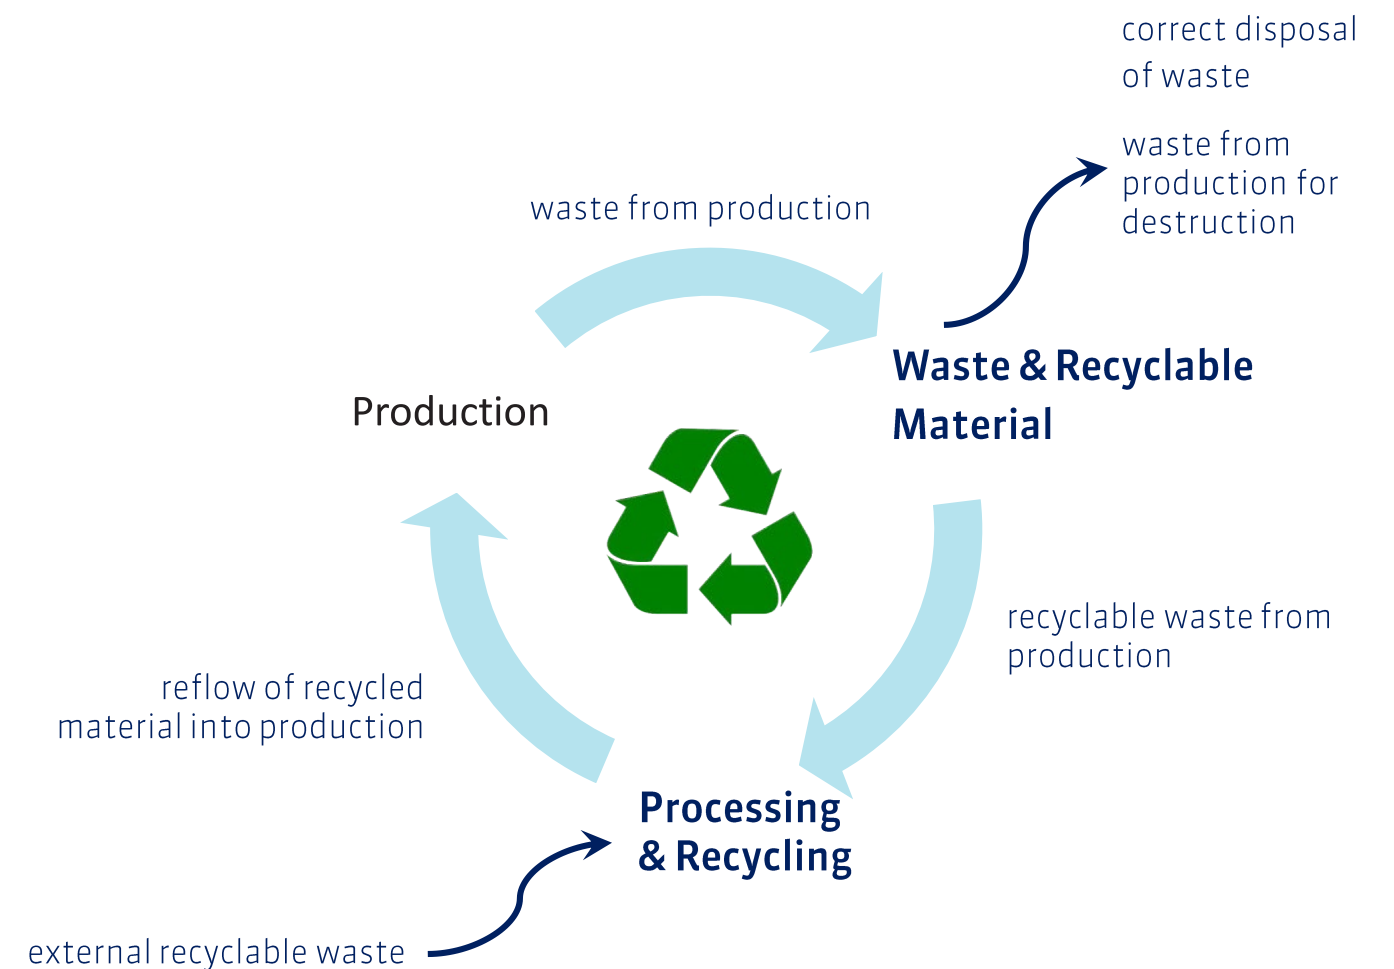 correct disposal
of waste
waste from
production for
destruction
waste from production
Waste & Recyclable
Material
Production
recyclable waste from
production
reflow of recycled
material into production
Processing
& Recycling
external recyclable waste